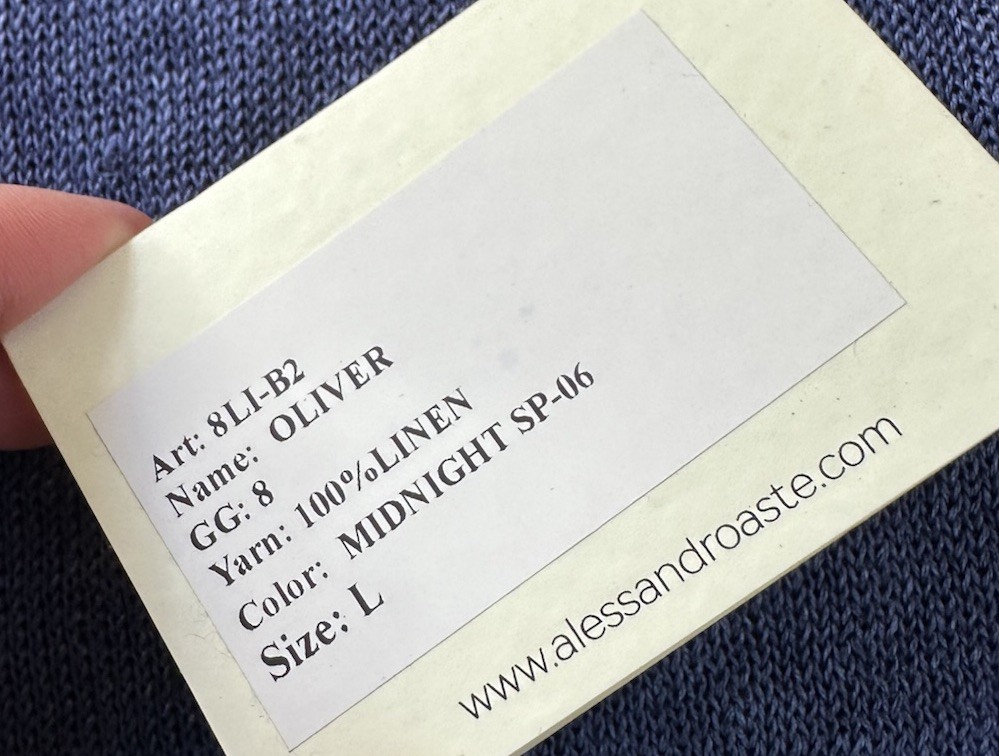 Art: 8LI-B2
Name: OLIVER
GG: 8
Yarn: 100%LINEN
Color: MIDNIGHT SP-06
Size: L
www.alessandroaste.com